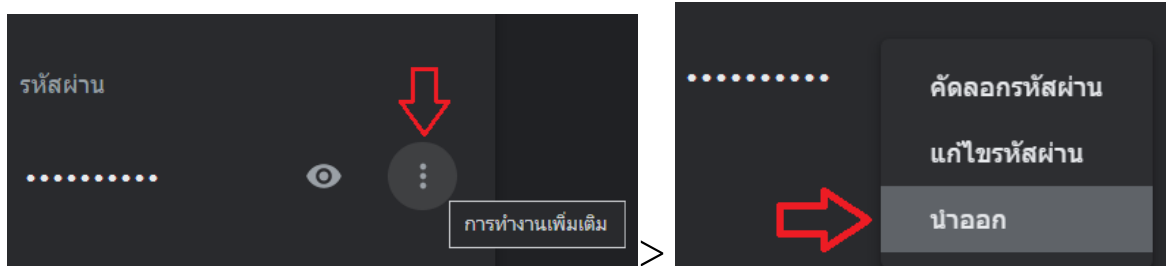 รหัสผ่าน
••••••••••
การทำงานเพิ่มเติม
>
••••••••••
คัดลอกรหัสผ่าน
แก้ไขรหัสผ่าน
นำออก